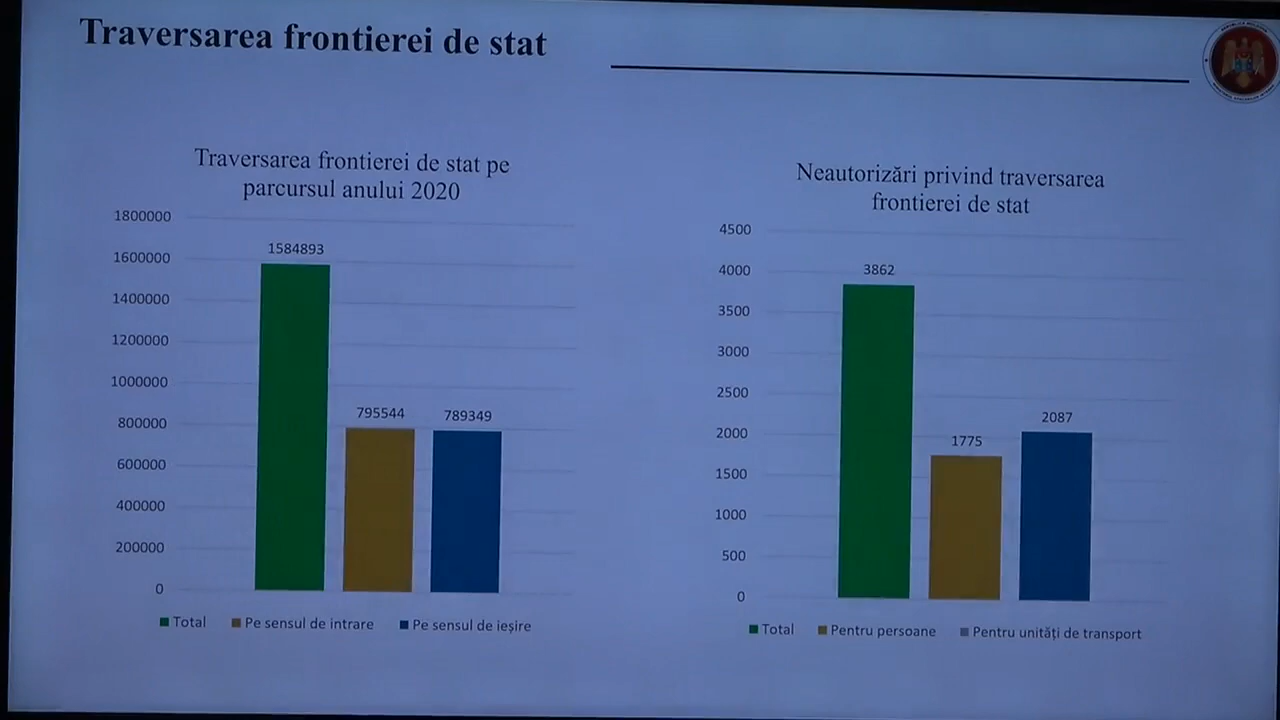 Traversarea frontierei de stat
Traversarea frontierei de stat pe
parcursul anului 2020
1800000
1600000
1400000
1200000
1000000
800000
600000
400000
200000
0
1584893
795544
789349
Total
Pe sensul de intrare
Pe sensul de ieșire
Neautorizări privind traversarea
frontierei de stat
4500
4000
3500
3000
2500
2000
1500
1000
500
0
3862
1775
2087
Total
Pentru persoane
Pentru unități de transport